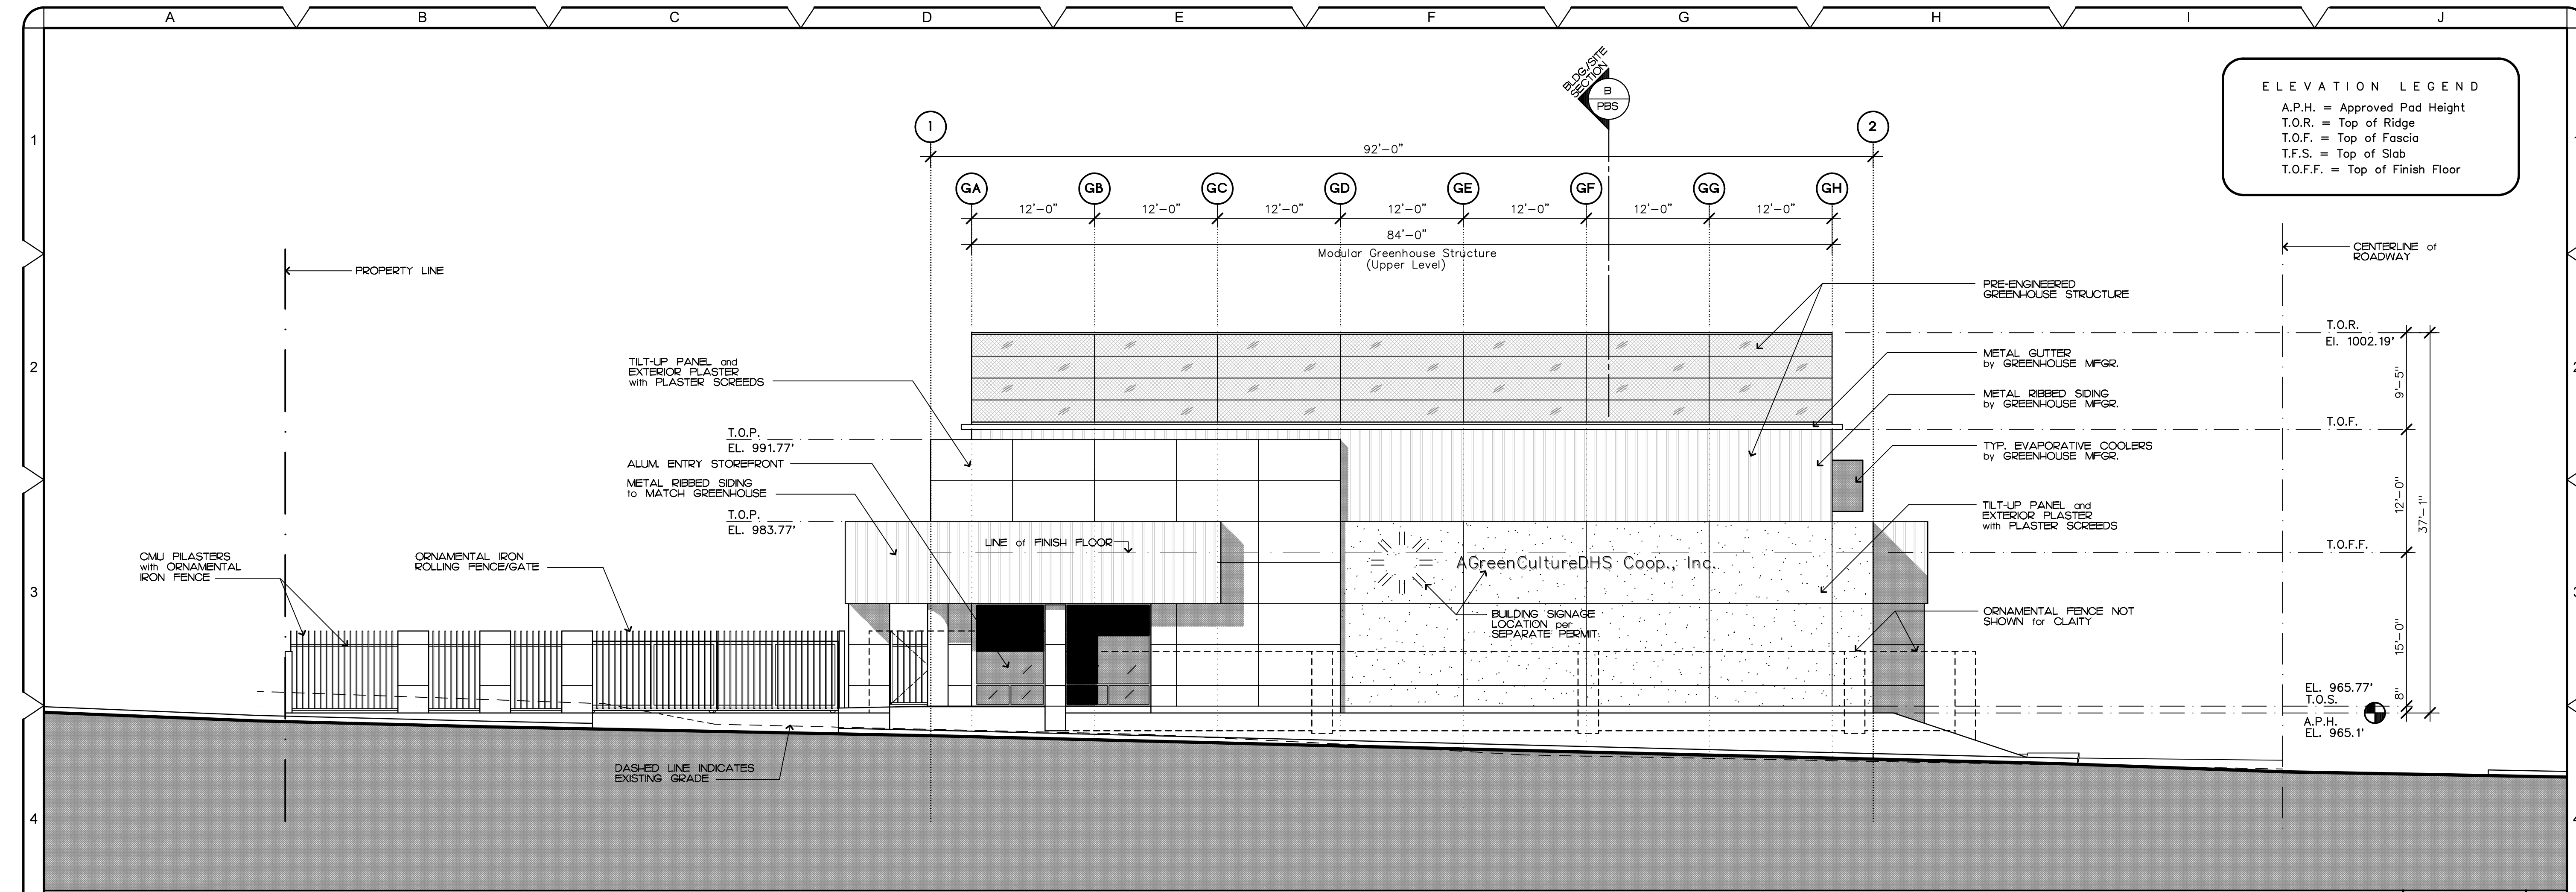 A B C D E F G H I J
BLDG./SITE
SECTION
B
PBS
ELEVATION LEGEND
A.P.H. = Approved Pad Height
T.O.R. = Top of Ridge
T.O.F. = Top of Fascia
T.F.S. = Top of Slab
T.O.F.F. = Top of Finish Floor
1
1
2
92'-0"
GA GB GC GD GE GF GG GH
12'-0" 12'-0" 12'-0" 12'-0" 12'-0" 12'-0" 12'-0"
84'-0"
Modular Greenhouse Structure
(Upper Level)
PROPERTY LINE
CENTERLINE of
ROADWAY
PRE-ENGINEERED
GREENHOUSE STRUCTURE
T.O.R.
El. 1002.19'
2
TILT-UP PANEL and
EXTERIOR PLASTER
with PLASTER SCREEDS
METAL GUTTER
by GREENHOUSE MFGR.
9'-5"
METAL RIBBED SIDING
by GREENHOUSE MFGR.
T.O.F.
T.O.P.
EL. 991.77'
TYP. EVAPORATIVE COOLERS
by GREENHOUSE MFGR.
ALUM. ENTRY STOREFRONT
METAL RIBBED SIDING
to MATCH GREENHOUSE
12'-0"
37'-1"
TILT-UP PANEL and
EXTERIOR PLASTER
with PLASTER SCREEDS
T.O.P.
EL. 983.77'
LINE of FINISH FLOOR
T.O.F.F.
CMU PILASTERS
with ORNAMENTAL
IRON FENCE
ORNAMENTAL IRON
ROLLING FENCE/GATE
AGreenCultureDHS Coop., Inc.
3
BUILDING SIGNAGE
LOCATION per
SEPARATE PERMIT
ORNAMENTAL FENCE NOT
SHOWN for CLAITY
15'-0"
EL. 965.77'
T.O.S.
8"
A.P.H.
EL. 965.1'
DASHED LINE INDICATES
EXISTING GRADE
4